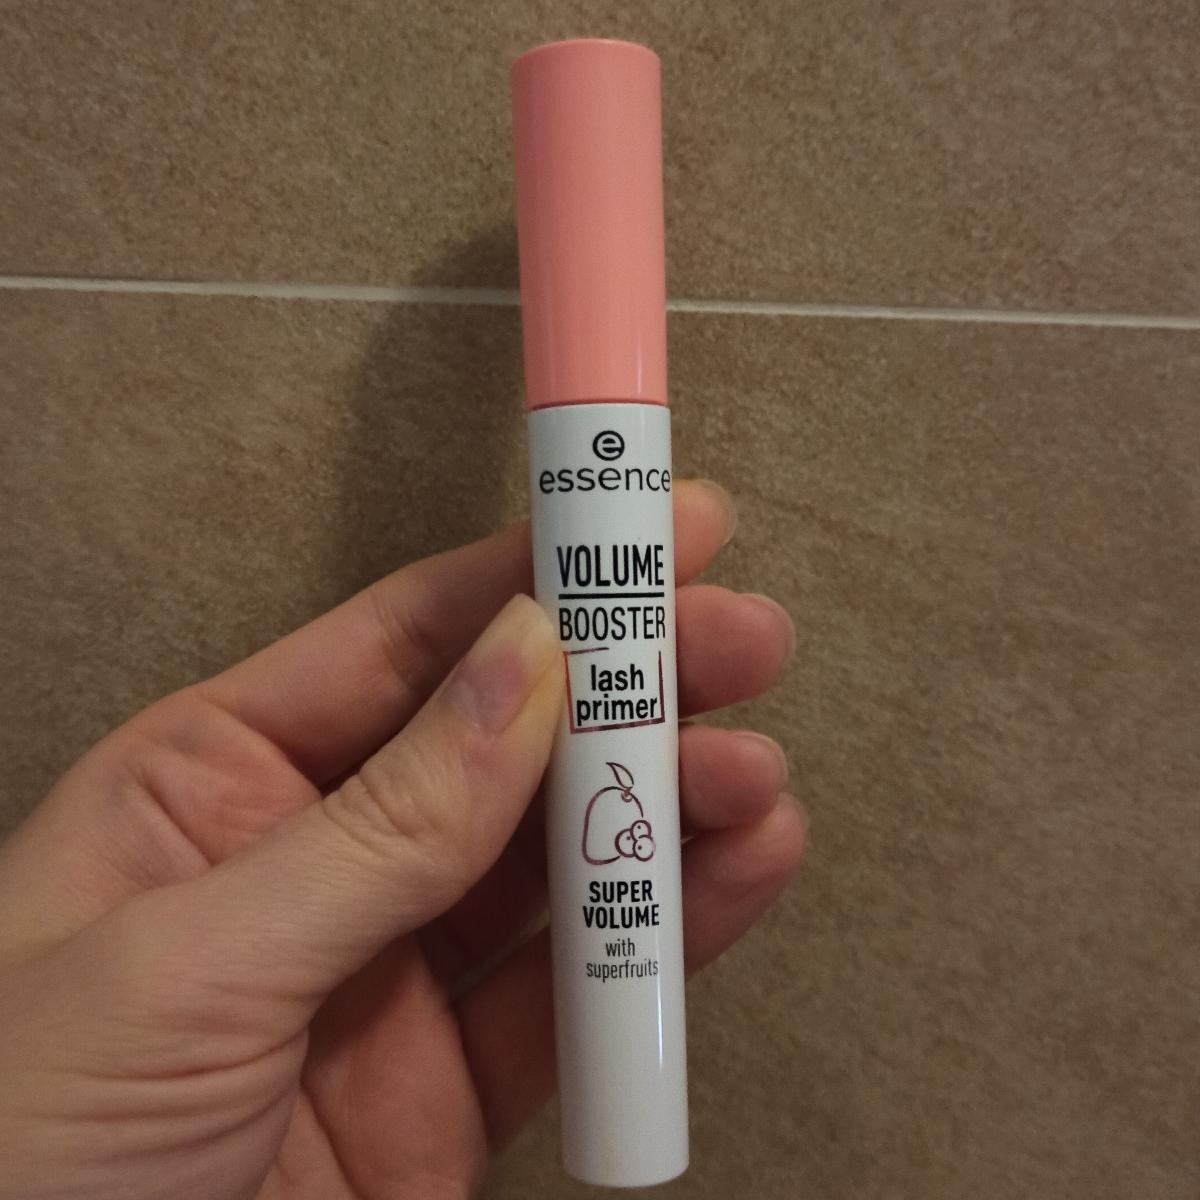 e
essence
VOLUME
BOOSTER
lash
primer
SUPER
VOLUME
with
superfruits